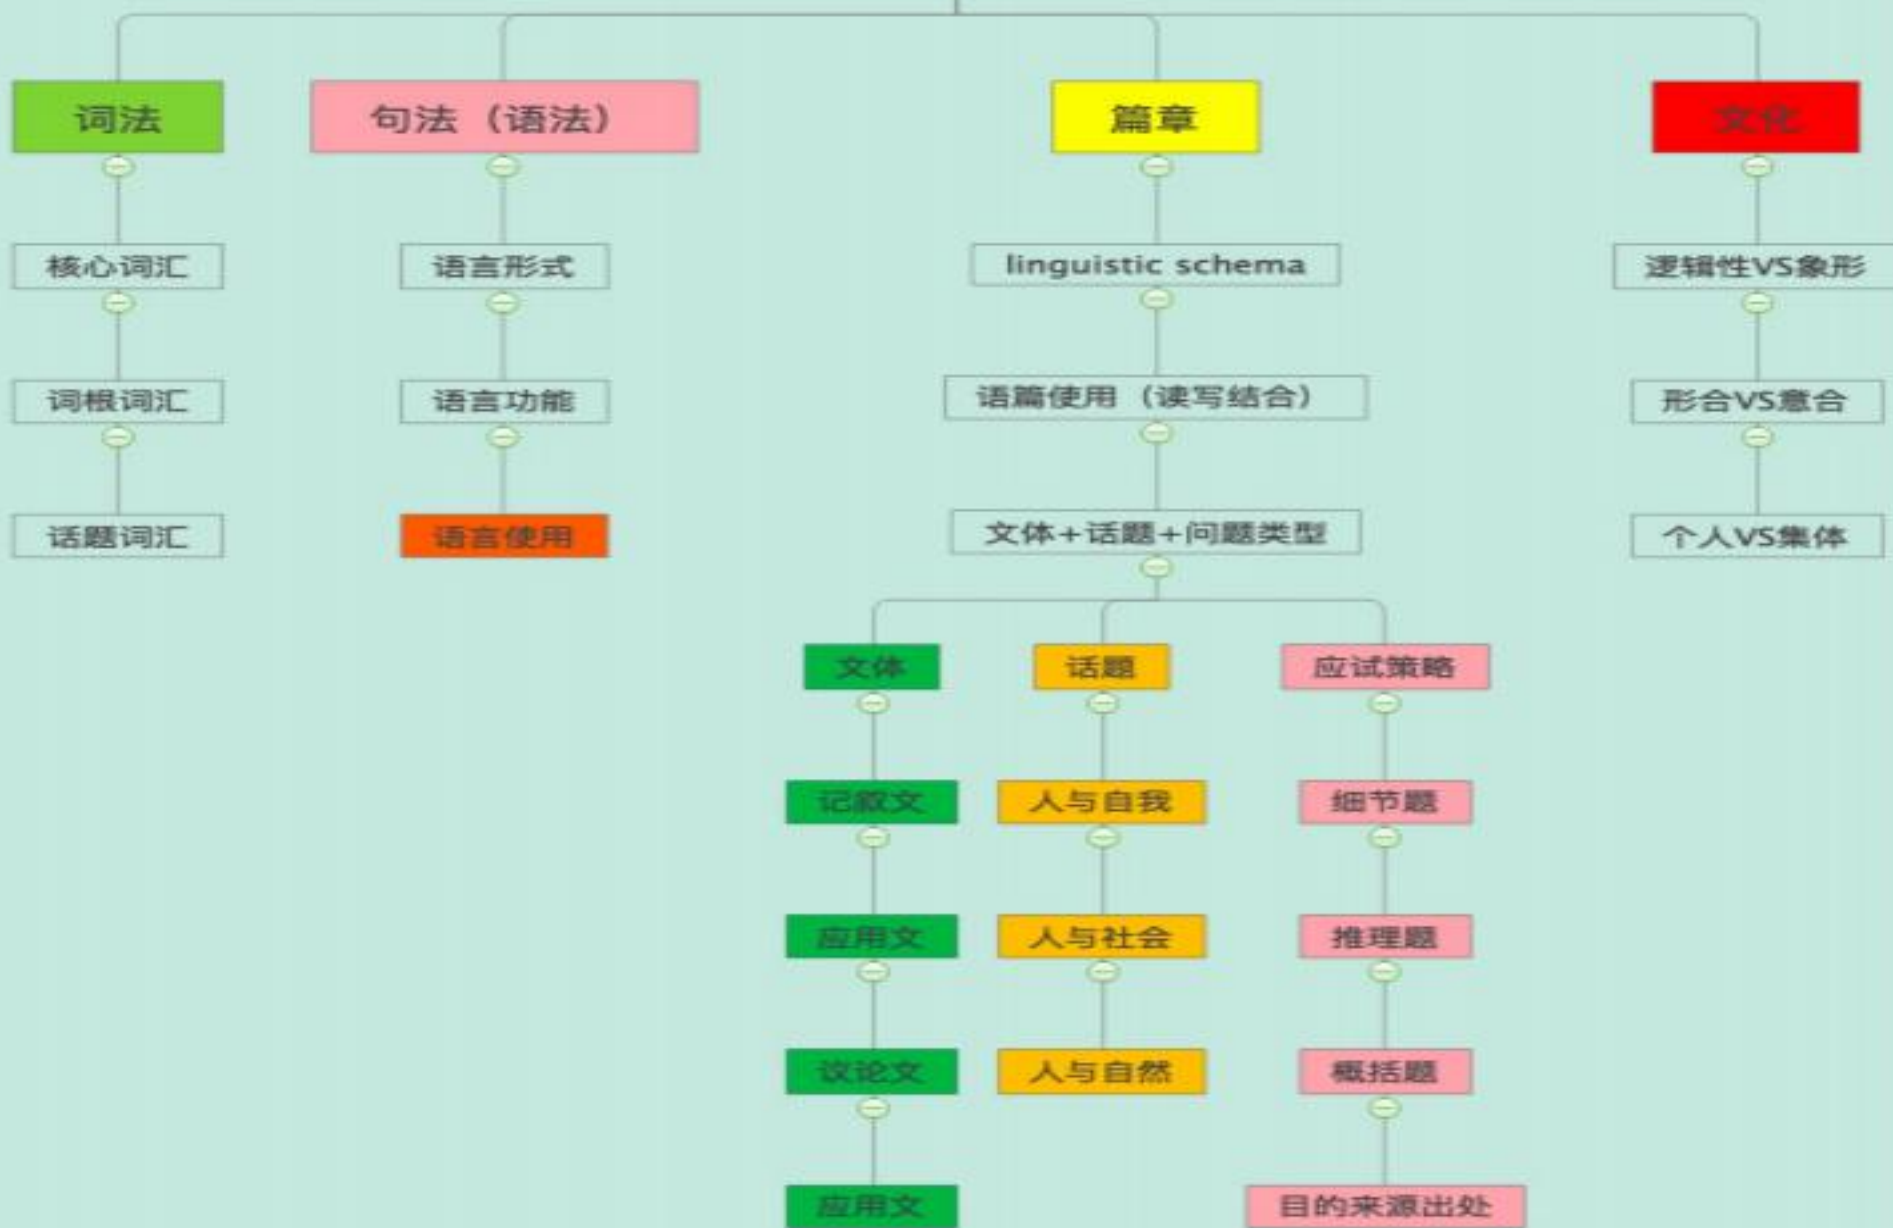 词法
句法（语法）
篇章
文化
核心词汇
语言形式
linguistic schema
逻辑性VS象形
词根词汇
语言功能
语篇使用（读写结合）
形合VS意合
话题词汇
语言使用
文体+话题+问题类型
个人VS集体
文体
话题
应试策略
记叙文
人与自我
细节题
应用文
人与社会
推理题
议论文
人与自然
概括题
应用文
目的来源出处